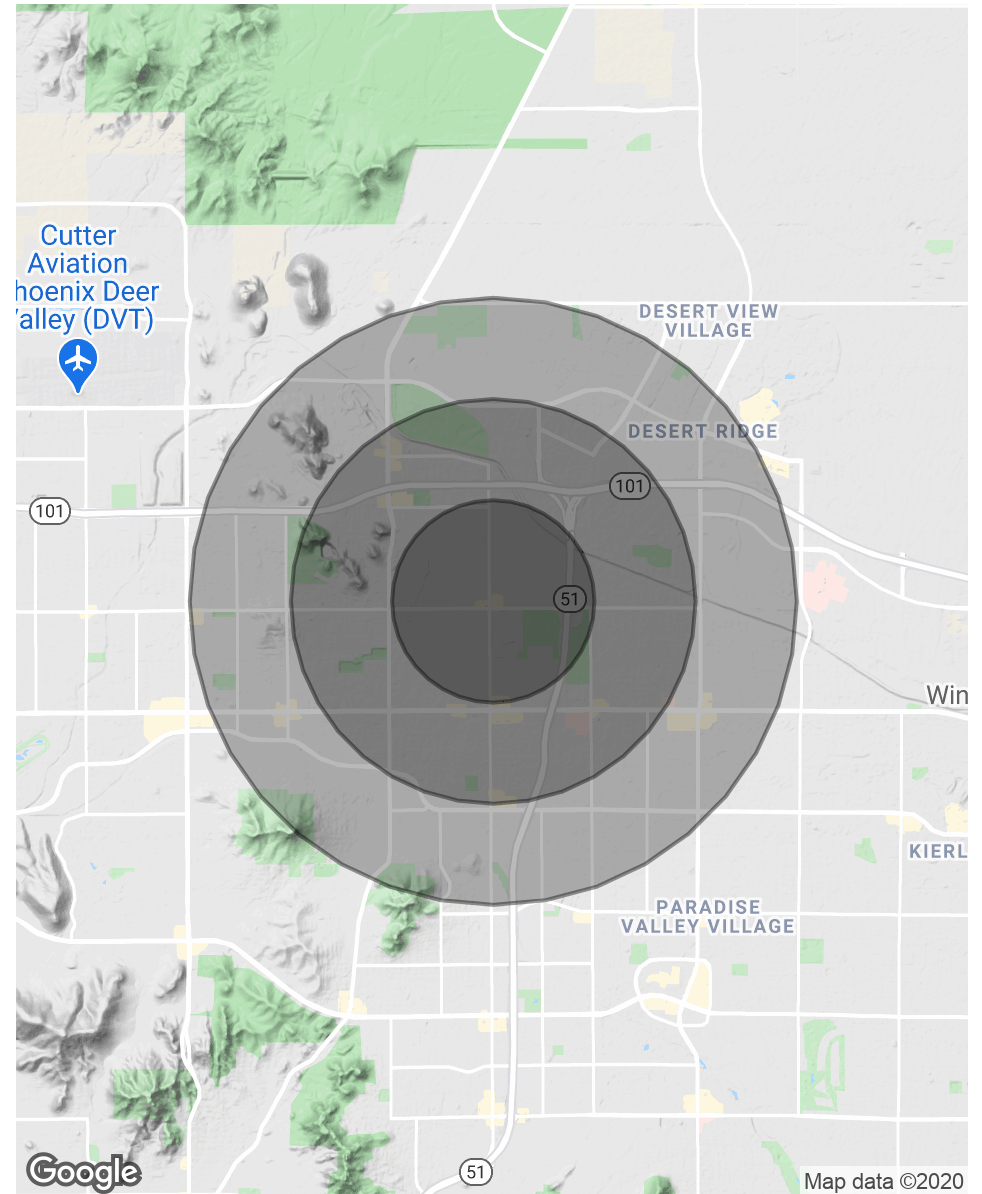 Cutter
Aviation
hoenix Deer
alley (DVT)
DESERT VIEW
VILLAGE
DESERT RIDGE
101
101
51
Win
KIERL
PARADISE
VALLEY VILLAGE
51
Google
Map data ©2020